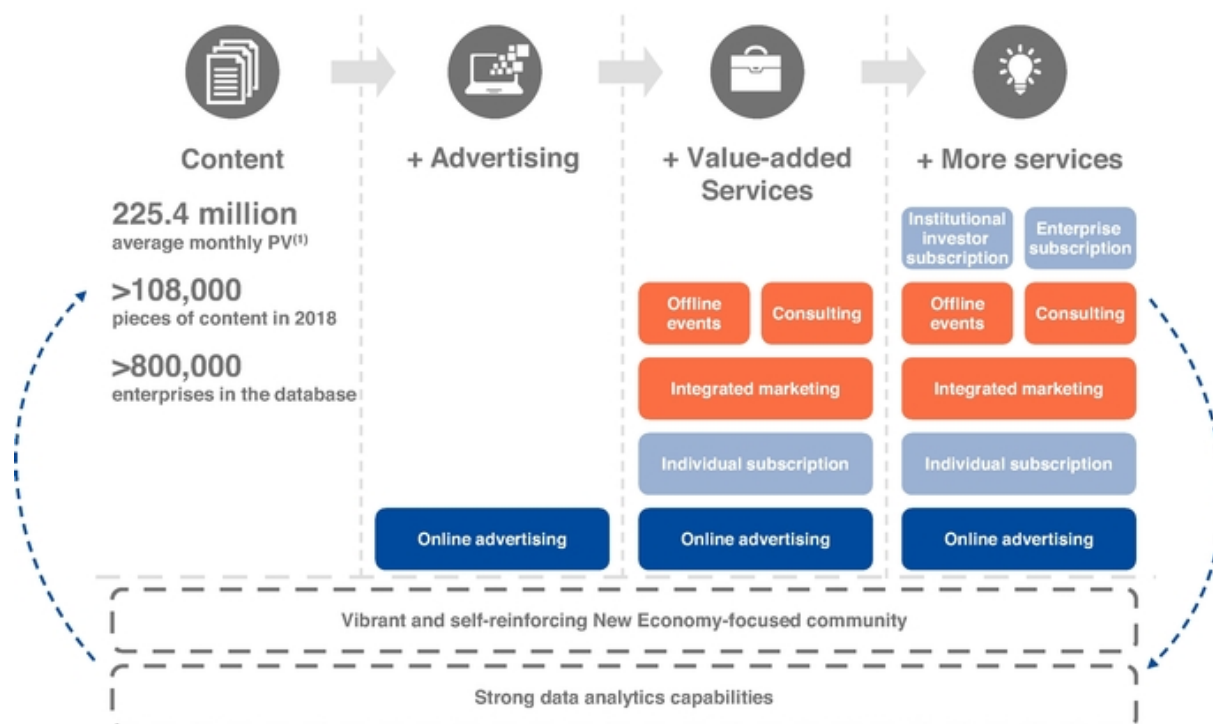 Content
225.4 million
average monthly PV(1)
>108,000
pieces of content in 2018
>800,000
enterprises in the database
+ Advertising
Online advertising
+ Value-added
Services
Offline
events
Consulting
Integrated marketing
Individual subscription
Online advertising
+ More services
Institutional
investor
subscription
Enterprise
subscription
Offline
events
Consulting
Integrated marketing
Individual subscription
Online advertising
Vibrant and self-reinforcing New Economy-focused community
Strong data analytics capabilities